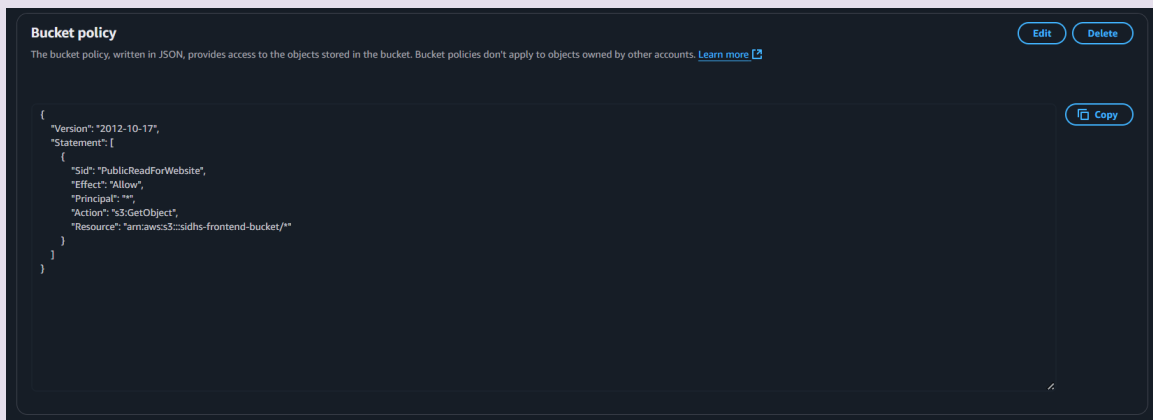 Bucket policy
Edit
Delete
The bucket policy, written in JSON, provides access to the objects stored in the bucket. Bucket policies don't apply to objects owned by other accounts. Learn more
Copy
{
"Version": "2012-10-17",
"Statement": [
{
"Sid": "PublicReadForWebsite",
"Effect": "Allow",
"Principal": "*",
"Action": "s3:GetObject",
"Resource": "arn:aws:s3:::sidhs-frontend-bucket/*"
}
]
}